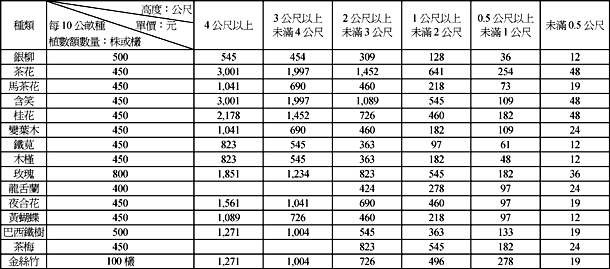 種類 每10公畝種植數額數量：株或欉 高度：公尺 單價：元 4公尺以上 3公尺以上未滿4公尺 2公尺以上未滿3公尺 1公尺以上未滿2公尺 0.5公尺以上未滿1公尺 未滿0.5公尺
銀柳 500 545 454 309 128 36 12
茶花 450 3,001 1,997 1,452 641 254 48
馬茶花 450 1,041 690 460 218 73 19
含笑 450 3,001 1,997 1,089 545 109 48
桂花 450 2,178 1,452 726 460 182 48
變葉木 450 1,041 690 460 182 109 24
鐵莧 450 823 545 363 97 61 12
木槿 450 823 545 363 182 48 12
玫瑰 800 1,851 1,234 823 545 182 36
龍舌蘭 400 424 278 97 24
夜合花 450 1,561 1,041 690 460 97 19
黃蝴蝶 450 1,089 726 460 218 97 12
巴西鐵樹 500 1,271 1,004 545 363 133 19
茶梅 450 823 545 182 24
金絲竹 100欉 1,271 1,004 726 496 278 19